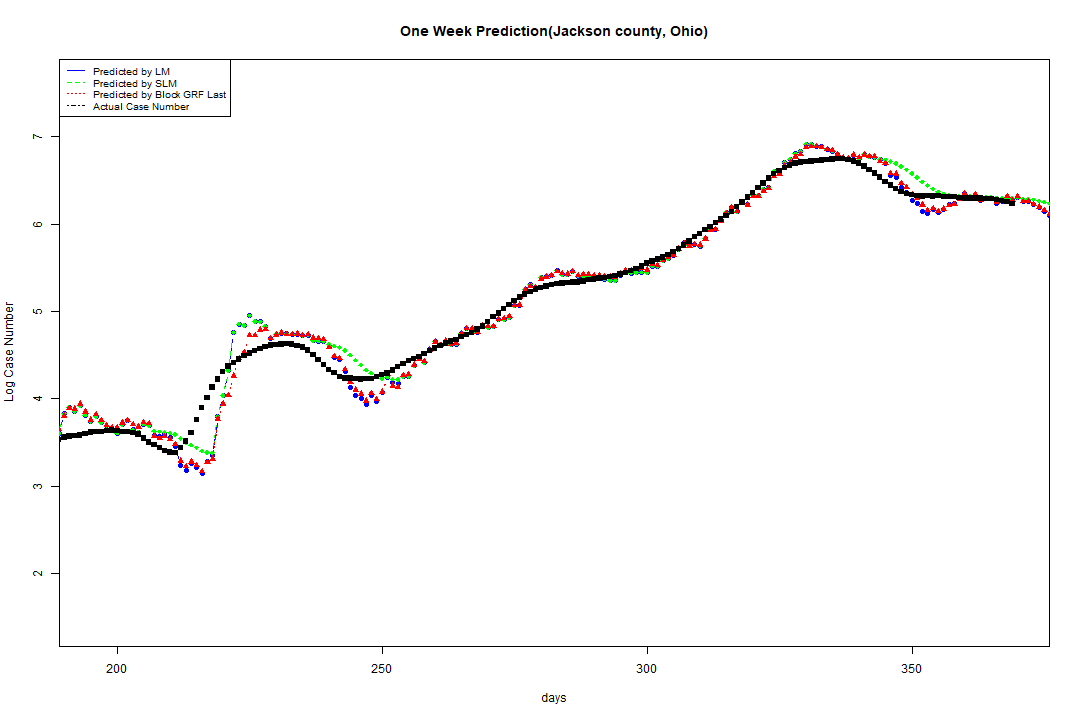 One Week Prediction(Jackson county, Ohio)
Predicted by LM
Predicted by SLM
Predicted by Block GRF Last
Actual Case Number
7
6
5
4
3
2
Log Case Number
200 250 300 350
days